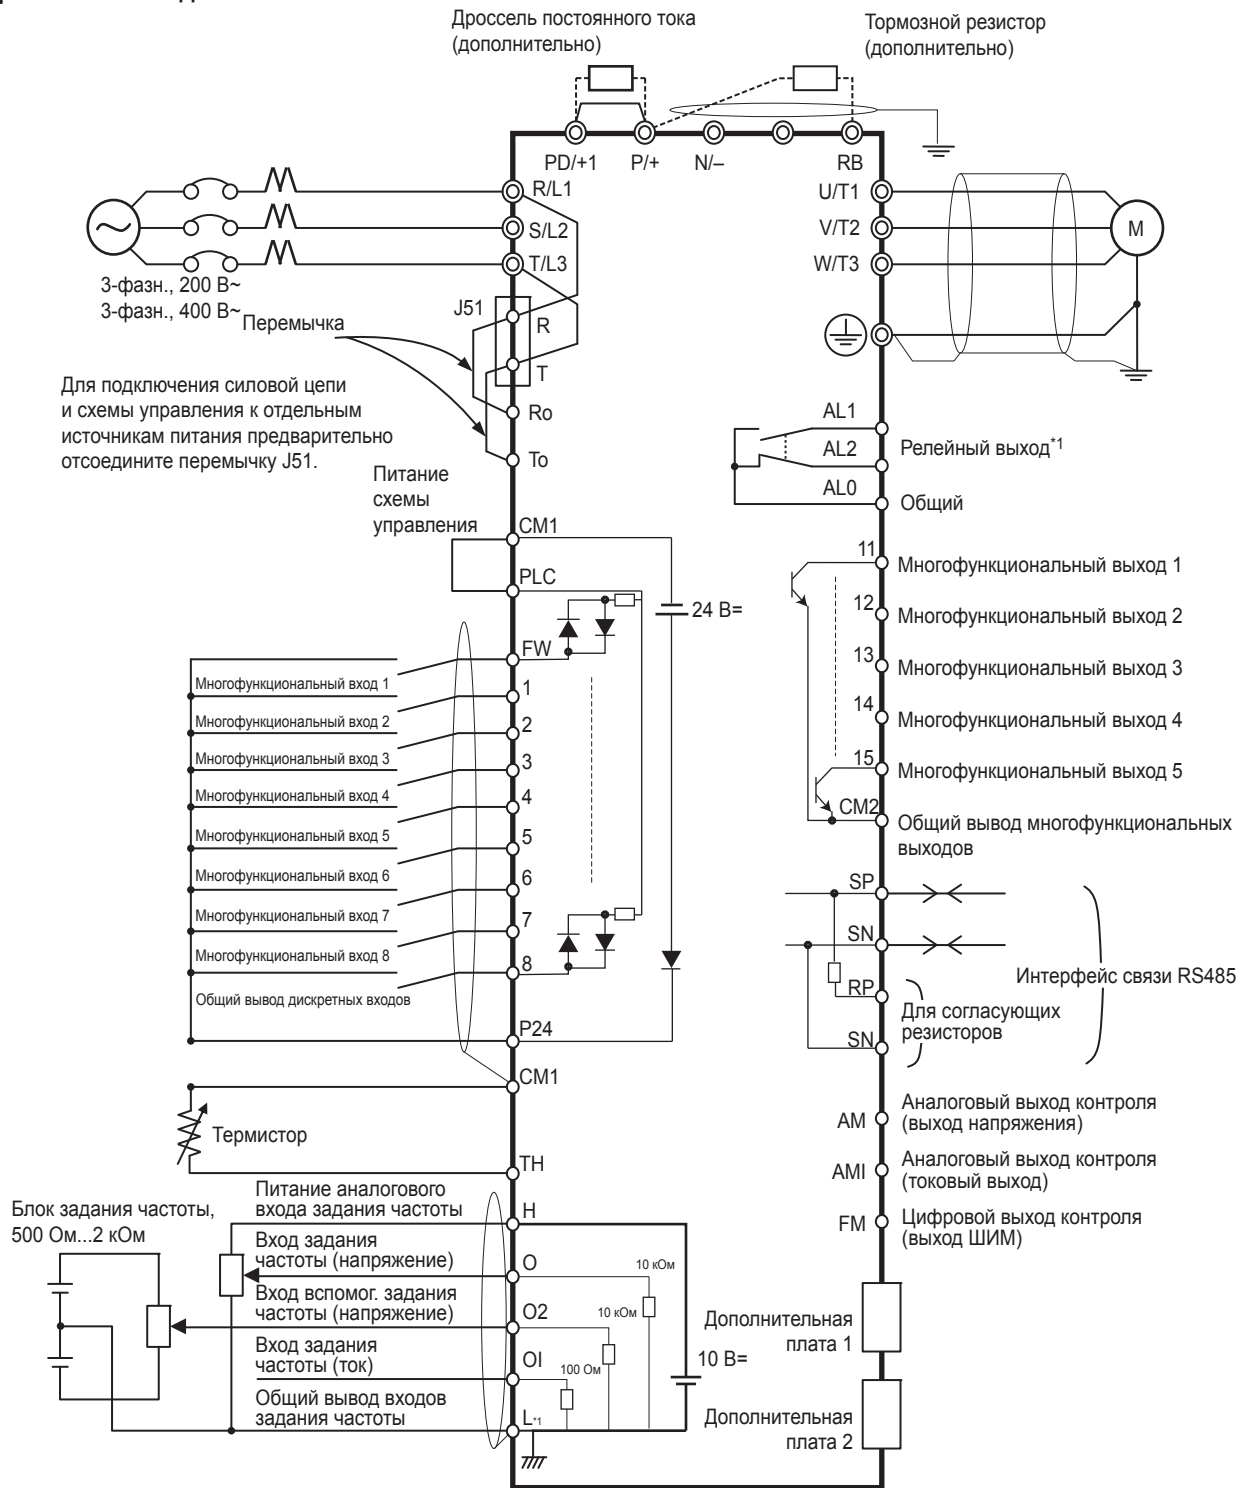 Дроссель постоянного тока
(дополнительно)
Тормозной резистор
(дополнительно)
PD/+1
P/+
N/–
RB
R/L1
S/L2
T/L3
U/T1
V/T2
W/T3
M
3-фазн., 200 В~
3-фазн., 400 В~
Перемычка
J51
R
T
Ro
To
Для подключения силовой цепи
и схемы управления к отдельным
источникам питания предварительно
отсоедините перемычку J51.
Питание
схемы
управления
AL1
AL2
AL0
Релейный выход*1
Общий
CM1
PLC
24 В=
FW
1
2
3
4
5
6
7
8
P24
CM1
TH
Многофункциональный вход 1
Многофункциональный вход 2
Многофункциональный вход 3
Многофункциональный вход 4
Многофункциональный вход 5
Многофункциональный вход 6
Многофункциональный вход 7
Многофункциональный вход 8
Общий вывод дискретных входов
Термистор
11
Многофункциональный выход 1
12
Многофункциональный выход 2
13
Многофункциональный выход 3
14
Многофункциональный выход 4
15
Многофункциональный выход 5
CM2
Общий вывод многофункциональных
выходов
SP
SN
RP
SN
Интерфейс связи RS485
Для согласующих
резисторов
AM
Аналоговый выход контроля
(выход напряжения)
AMI
Аналоговый выход контроля
(токовый выход)
FM
Цифровой выход контроля
(выход ШИМ)
Блок задания частоты,
500 Ом...2 кОм
Питание аналогового
входа задания частоты
H
Вход задания
частоты (напряжение)
O
Вход вспомог. задания
частоты (напряжение)
O2
Вход задания
частоты (ток)
OI
Общий вывод входов
задания частоты
L*1
10 кОм
10 кОм
100 Ом
10 В=
Дополнительная
плата 1
Дополнительная
плата 2